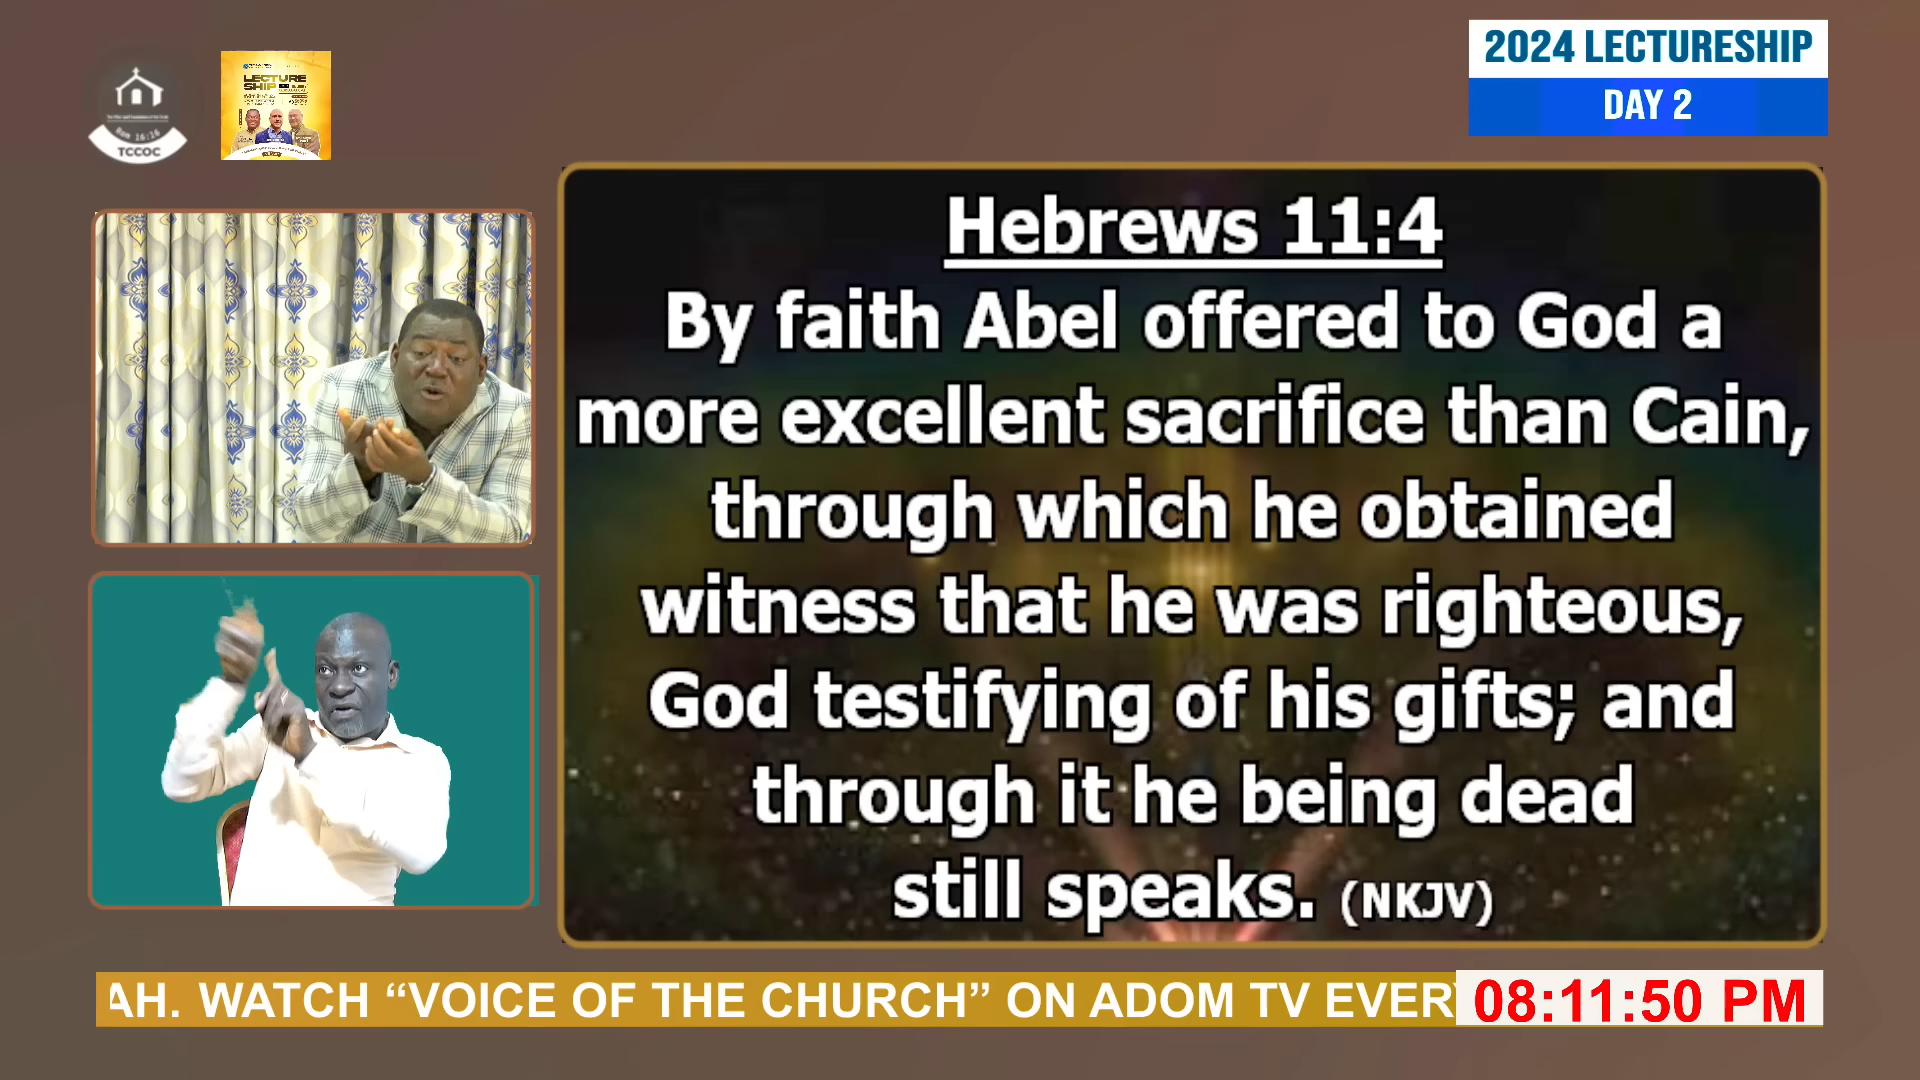 2024 LECTURESHIP
DAY 2
LECTURE
SHIP
Rom 16:16
TCCOC
Hebrews 11:4
By faith Abel offered to God a
more excellent sacrifice than Cain,
through which he obtained
witness that he was righteous,
God testifying of his gifts; and
through it he being dead
still speaks. (NKJV)
AH. WATCH “VOICE OF THE CHURCH” ON ADOM TV EVER
08:11:50 PM